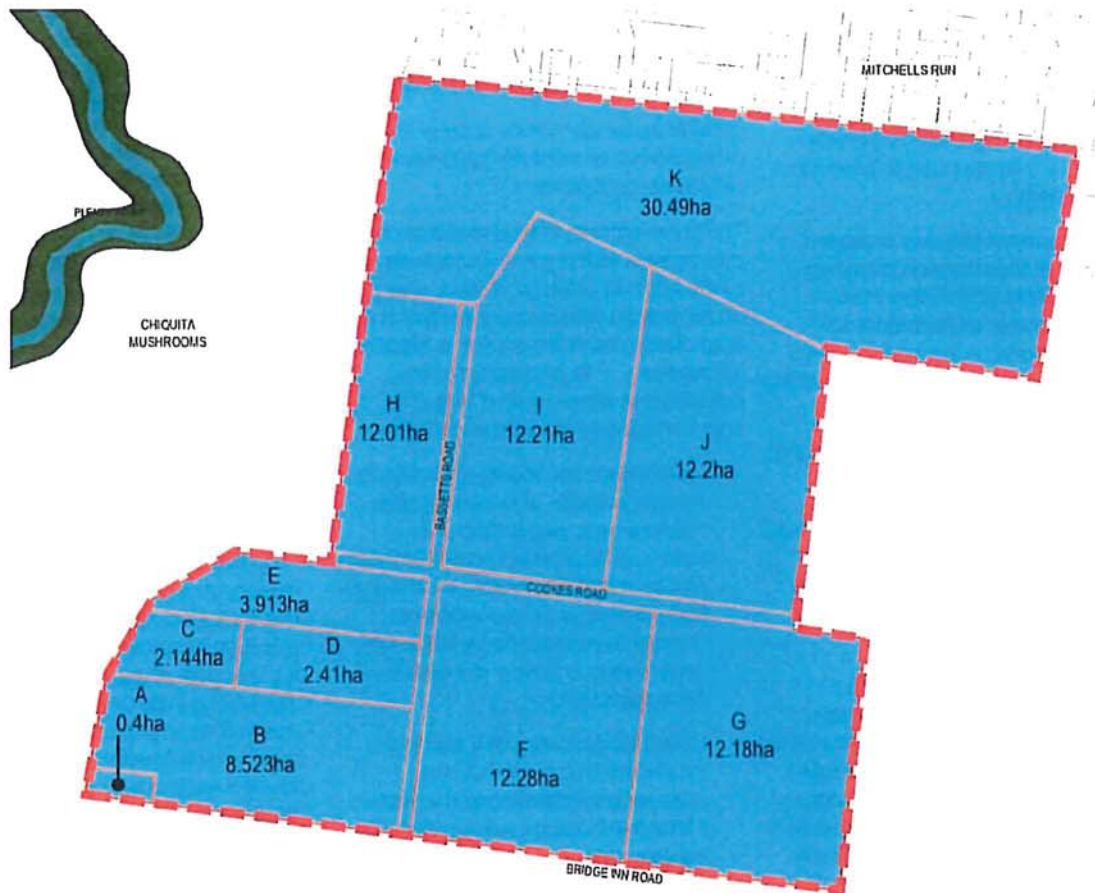 MITCHELLS RUN
K
30.49ha
CHIQUITA
MUSHROOMS
H
12.01ha
I
12.21ha
J
12.2ha
BASSETTS ROAD
COOKES ROAD
E
3.913ha
C
2.144ha
D
2.41ha
A
0.4ha
B
8.523ha
F
12.28ha
G
12.18ha
BRIDGE INN ROAD